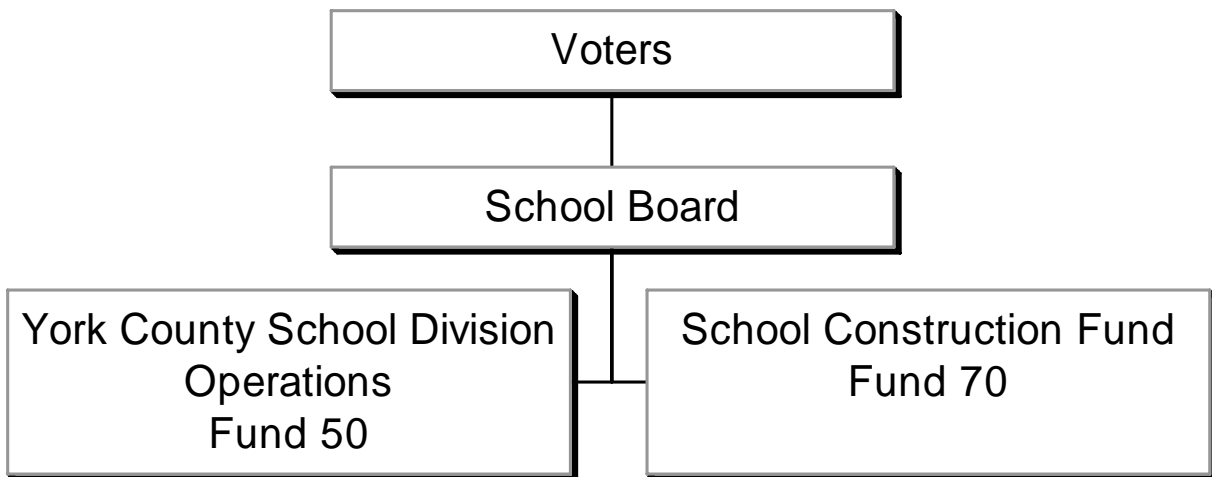 Voters
School Board
York County School Division
Operations
Fund 50
School Construction Fund
Fund 70